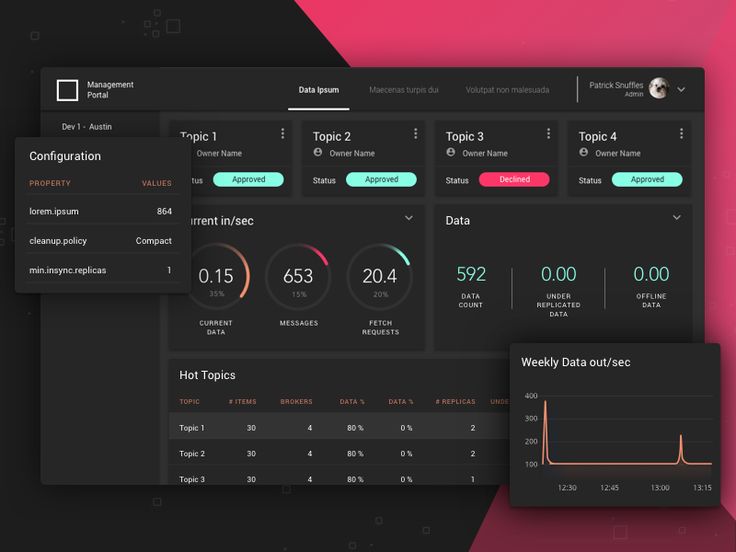 Management
Portal
Data Ipsum
Maecenas turpis dui
Volutpat non malesuada
Patrick Snuffles
Admin
Dev 1 - Austin
Configuration
PROPERTY VALUES
lorem.ipsum 864
cleanup.policy Compact
min.insync.replicas 1
Topic 1
Owner Name
Approved
Topic 2
Owner Name
Status Approved
Topic 3
Owner Name
Status Declined
Topic 4
Owner Name
Status Approved
in/sec
0.15
35%
CURRENT
DATA
653
15%
MESSAGES
20.4
20%
FETCH
REQUESTS
Data
592
DATA
COUNT
0.00
UNDER
REPLICATED
DATA
0.00
OFFLINE
DATA
Hot Topics
TOPIC # ITEMS BROKERS DATA % DATA % # REPLICAS
Topic 1 30 4 80 % 0 % 2
Topic 2 30 4 80 % 0 % 2
Topic 3 30 4 80 % 0 % 1
Weekly Data out/sec
400
200
100
12:30 12:45 13:00 13:15